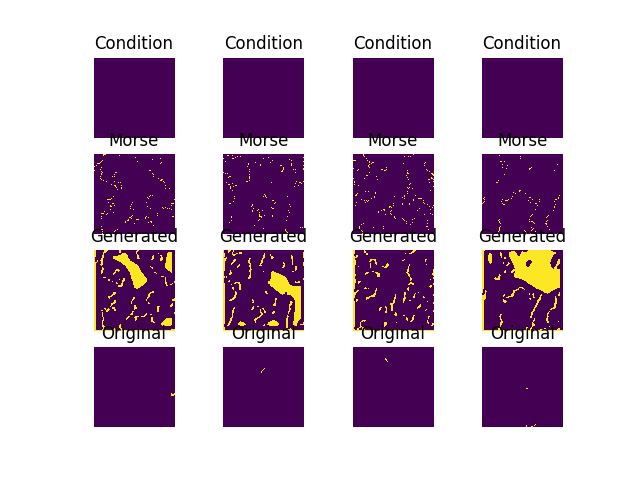 Condition Condition Condition Condition
Morse Morse Morse Morse
Generated Generated Generated Generated
Original Original Original Original